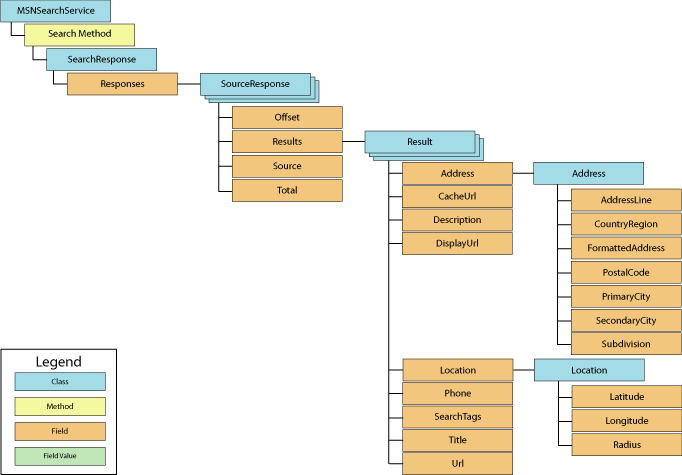 MSNSearchService
Search Method
SearchResponse
Responses
SourceResponse
Offset
Results
Source
Total
Result
Address
CacheUrl
Description
DisplayUrl
Address
AddressLine
CountryRegion
FormattedAddress
PostalCode
PrimaryCity
SecondaryCity
Subdivision
Location
Phone
SearchTags
Title
Url
Location
Latitude
Longitude
Radius
Legend
Class
Method
Field
Field Value